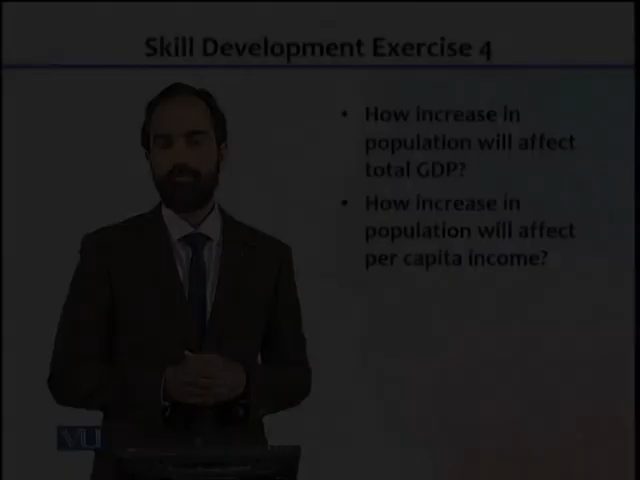 Skill Development Exercise 4
• How increase in
population will affect
total GDP?
• How increase in
population will affect
per capita income?
VU